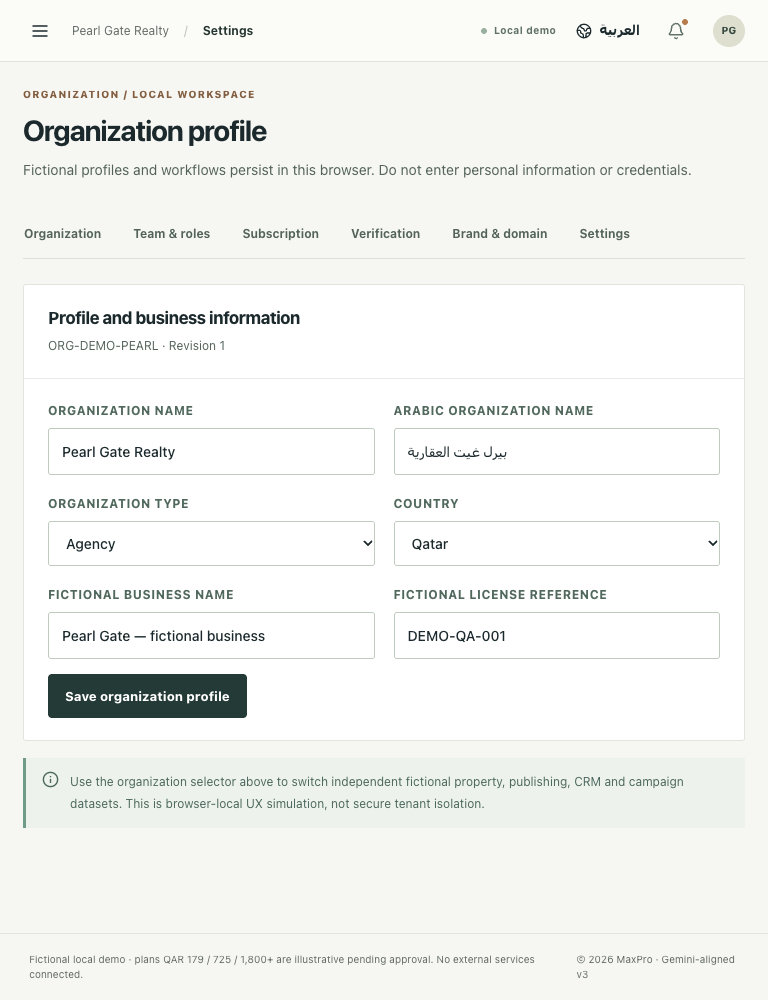 Pearl Gate Realty / Settings
Local demo
العربية
PG
ORGANIZATION / LOCAL WORKSPACE
Organization profile
Fictional profiles and workflows persist in this browser. Do not enter personal information or credentials.
Organization Team & roles Subscription Verification Brand & domain Settings
Profile and business information
ORG-DEMO-PEARL · Revision 1
ORGANIZATION NAME
Pearl Gate Realty
ARABIC ORGANIZATION NAME
بيرل غيت العقارية
ORGANIZATION TYPE
Agency
COUNTRY
Qatar
FICTIONAL BUSINESS NAME
Pearl Gate — fictional business
FICTIONAL LICENSE REFERENCE
DEMO-QA-001
Save organization profile
Use the organization selector above to switch independent fictional property, publishing, CRM and campaign
datasets. This is browser-local UX simulation, not secure tenant isolation.
Fictional local demo · plans QAR 179 / 725 / 1,800+ are illustrative pending approval. No external services
connected.
© 2026 MaxPro · Gemini-aligned
v3